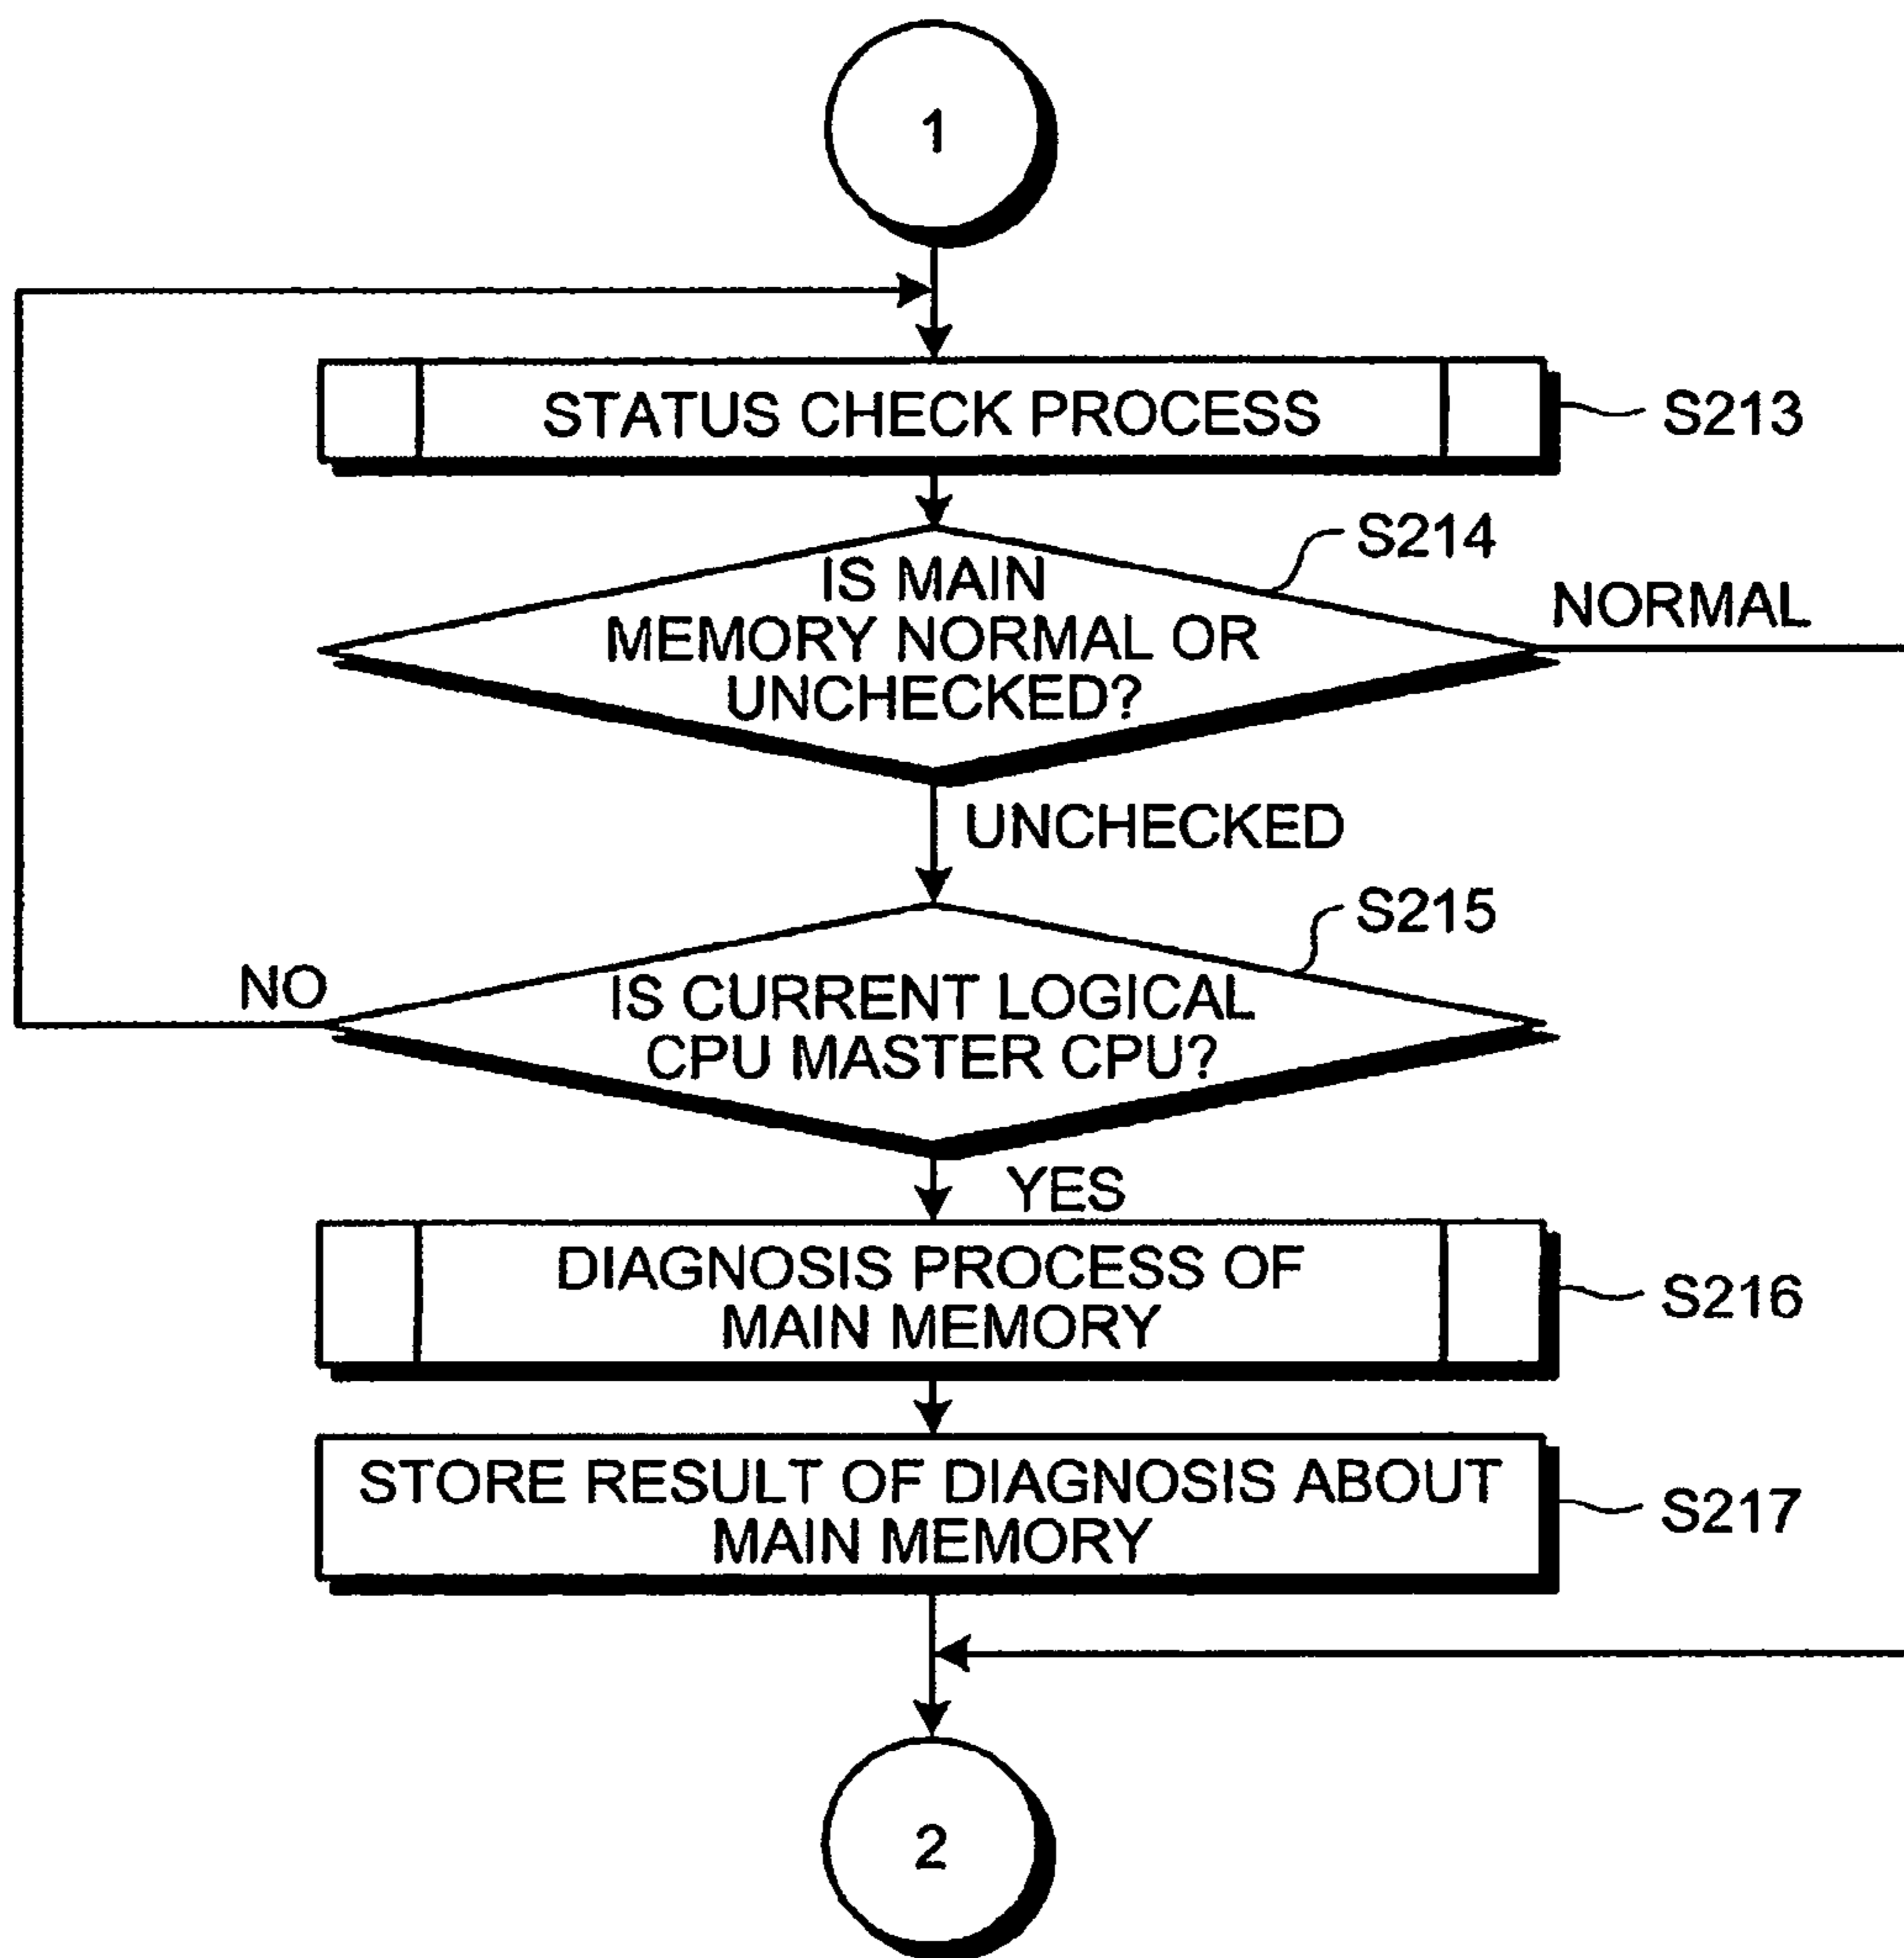 1
STATUS CHECK PROCESS
S213
S214
IS MAIN
MEMORY NORMAL OR
UNCHECKED?
NORMAL
UNCHECKED
S215
NO
IS CURRENT LOGICAL
CPU MASTER CPU?
YES
DIAGNOSIS PROCESS OF
MAIN MEMORY
S216
STORE RESULT OF DIAGNOSIS ABOUT
MAIN MEMORY
S217
2